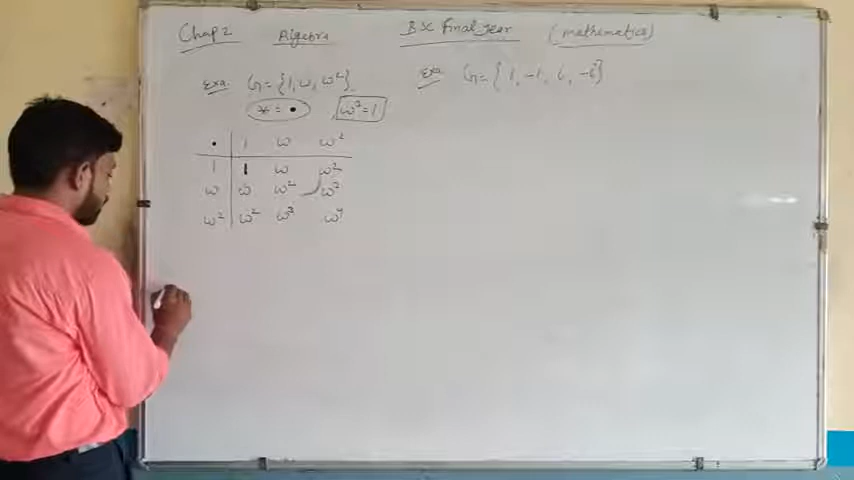 Chap 2 Algebra BSC Final Year (mathematics)
Exa. G = {1, ω, ω²}
* = • , ω³ = 1
• 1 ω ω²
1 1 ω ω²
ω ω ω² ω³
ω² ω² ω³ ω⁴
Exa G = {1, -1, i, -i}